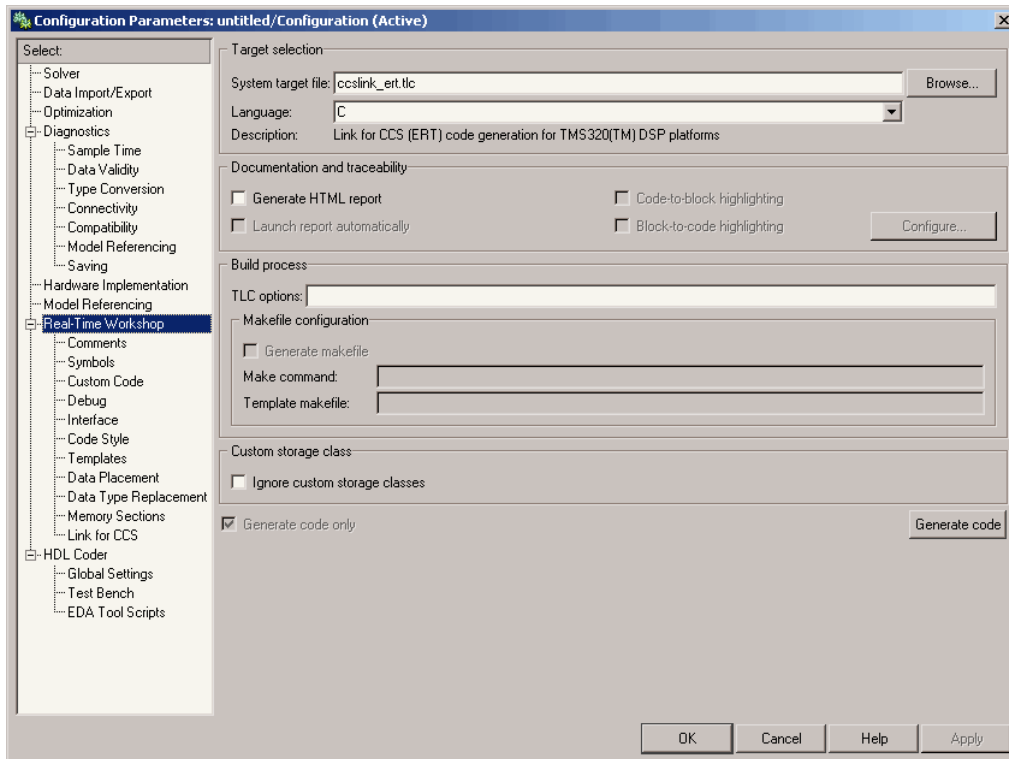 Configuration Parameters: untitled/Configuration (Active)
Select:
Solver
Data Import/Export
Optimization
Diagnostics
Sample Time
Data Validity
Type Conversion
Connectivity
Compatibility
Model Referencing
Saving
Hardware Implementation
Model Referencing
Real-Time Workshop
Comments
Symbols
Custom Code
Debug
Interface
Code Style
Templates
Data Placement
Data Type Replacement
Memory Sections
Link for CCS
HDL Coder
Global Settings
Test Bench
EDA Tool Scripts
Target selection
System target file: ccslink_ert.tlc Browse...
Language: C
Description: Link for CCS (ERT) code generation for TMS320(TM) DSP platforms
Documentation and traceability
Generate HTML report Code-to-block highlighting
Launch report automatically Block-to-code highlighting Configure...
Build process
TLC options:
Makefile configuration
Generate makefile
Make command:
Template makefile:
Custom storage class
Ignore custom storage classes
Generate code only Generate code
OK Cancel Help Apply